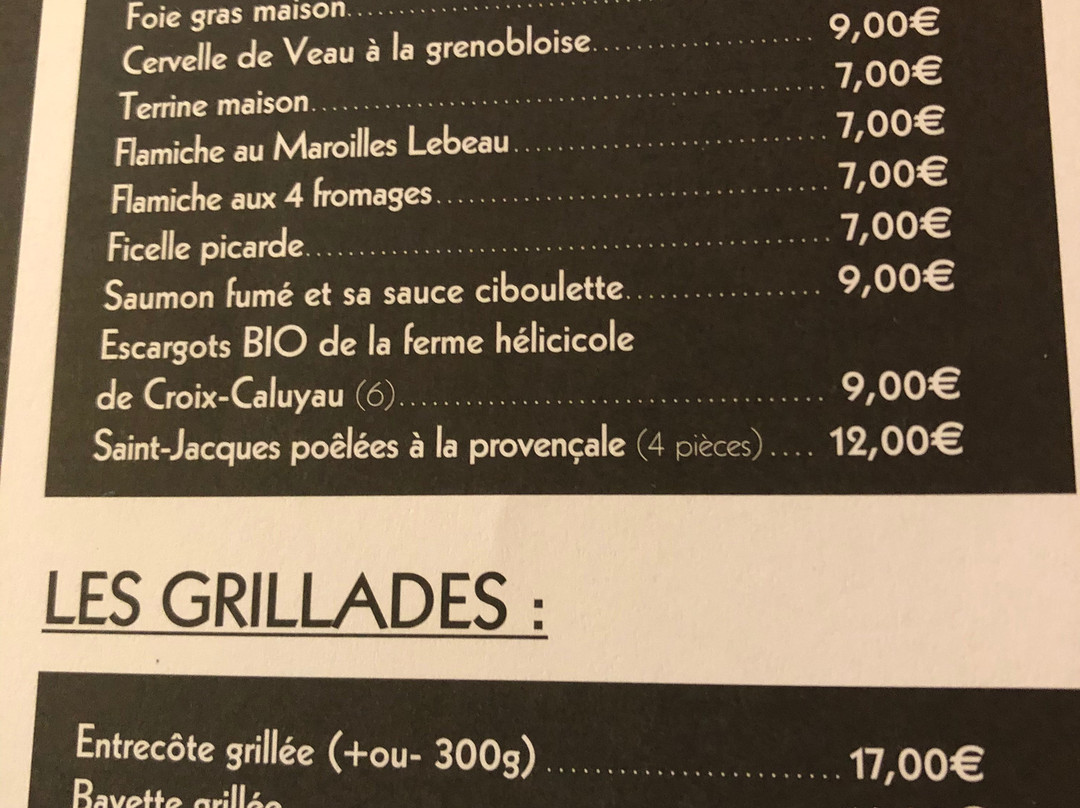 Foie gras maison..........
Cervelle de Veau à la grenobloise.......... 9,00€
Terrine maison.......... 7,00€
Flamiche au Maroilles Lebeau.......... 7,00€
Flamiche aux 4 fromages.......... 7,00€
Ficelle picarde.......... 7,00€
Saumon fumé et sa sauce ciboulette.......... 9,00€
Escargots BIO de la ferme hélicicole
de Croix-Caluyau (6).......... 9,00€
Saint-Jacques poêlées à la provençale (4 pièces).... 12,00€
LES GRILLADES :
Entrecôte grillée (+ou- 300g).......... 17,00€
Bavette grillée